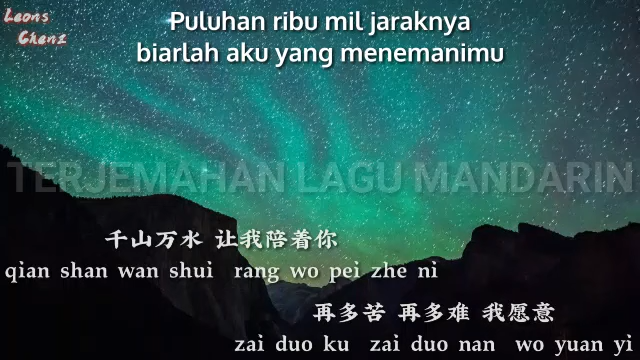 Leons
Chenz
Puluhan ribu mil jaraknya
biarlah aku yang menemanimu
TERJEMAHAN LAGU MANDARIN
千山万水 让我陪着你
qian shan wan shui rang wo pei zhe ni
再多苦 再多难 我愿意
zai duo ku zai duo nan wo yuan yi